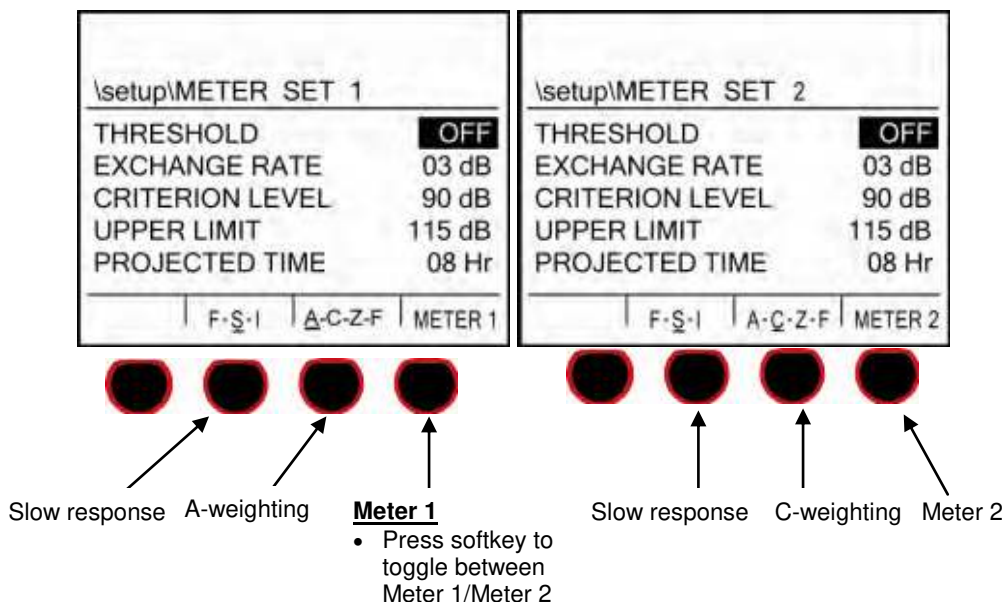 \setup\METER SET 1
THRESHOLD OFF
EXCHANGE RATE 03 dB
CRITERION LEVEL 90 dB
UPPER LIMIT 115 dB
PROJECTED TIME 08 Hr
F-S-I A-C-Z-F METER 1
\setup\METER SET 2
THRESHOLD OFF
EXCHANGE RATE 03 dB
CRITERION LEVEL 90 dB
UPPER LIMIT 115 dB
PROJECTED TIME 08 Hr
F-S-I A-C-Z-F METER 2
Slow response
A-weighting
Meter 1
• Press softkey to
toggle between
Meter 1/Meter 2
Slow response
C-weighting
Meter 2